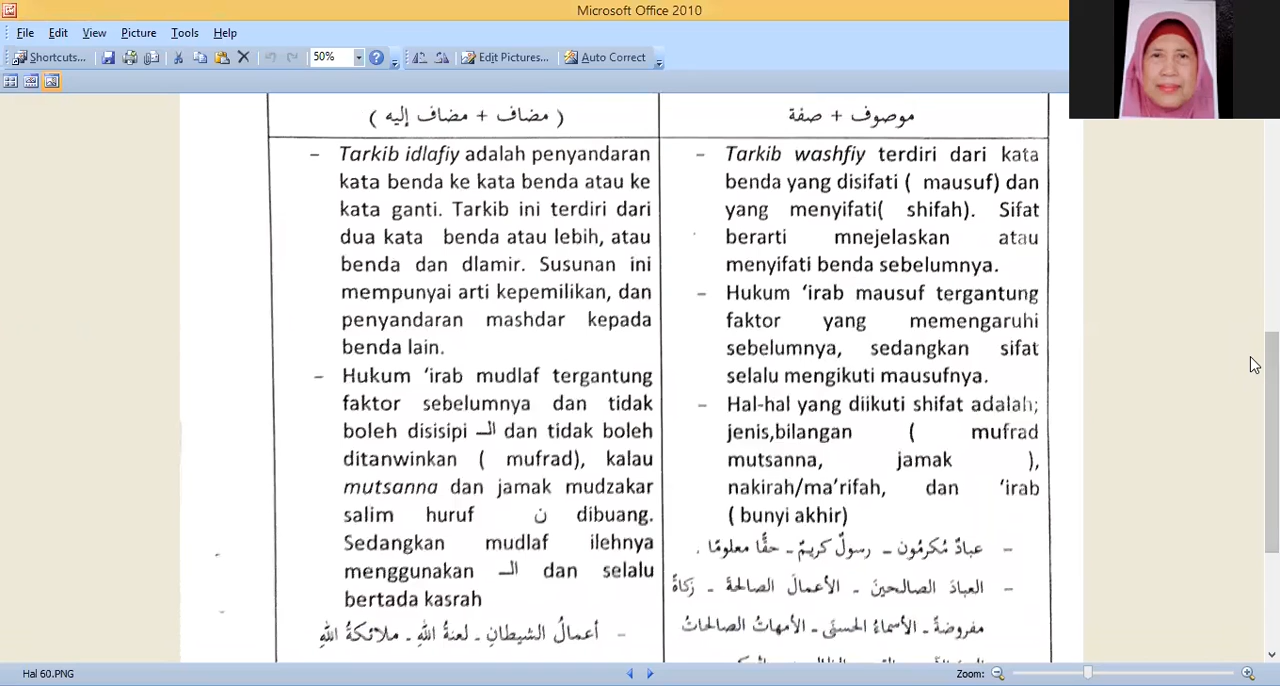 Microsoft Office 2010
File Edit View Picture Tools Help
Shortcuts... 50% Edit Pictures... Auto Correct
( مضاف + مضاف إليه )
- Tarkib idlafiy adalah penyandaran
kata benda ke kata benda atau ke
kata ganti. Tarkib ini terdiri dari
dua kata benda atau lebih, atau
benda dan dlamir. Susunan ini
mempunyai arti kepemilikan, dan
penyandaran mashdar kepada
benda lain.
- Hukum ‘irab mudlaf tergantung
faktor sebelumnya dan tidak
boleh disisipi الـ dan tidak boleh
ditanwinkan ( mufrad), kalau
mutsanna dan jamak mudzakar
salim huruf ن dibuang.
Sedangkan mudlaf ilehnya
menggunakan الـ dan selalu
bertada kasrah
- أعمالُ الشيطانِ ـ لعنةُ اللهِ ـ ملائكةُ اللهِ
موصوف + صفة
- Tarkib washfiy terdiri dari kata
benda yang disifati ( mausuf) dan
yang menyifati( shifah). Sifat
berarti mnejelaskan atau
menyifati benda sebelumnya.
- Hukum ‘irab mausuf tergantung
faktor yang memengaruhi
sebelumnya, sedangkan sifat
selalu mengikuti mausufnya.
- Hal-hal yang diikuti shifat adalah;
jenis,bilangan ( mufrad
mutsanna, jamak ),
nakirah/ma’rifah, dan ‘irab
( bunyi akhir)
- عبادٌ مُكرمُون ـ رسولٌ كريمٌ ـ حقًّا معلومًا .
- العبادَ الصالحينَ ـ الأعمالَ الصالحةَ ـ زكاةً
مفروضةً ـ الأسماءُ الحسنَى ـ الأمهاتُ الصالحاتُ
Hal 60.PNG Zoom: